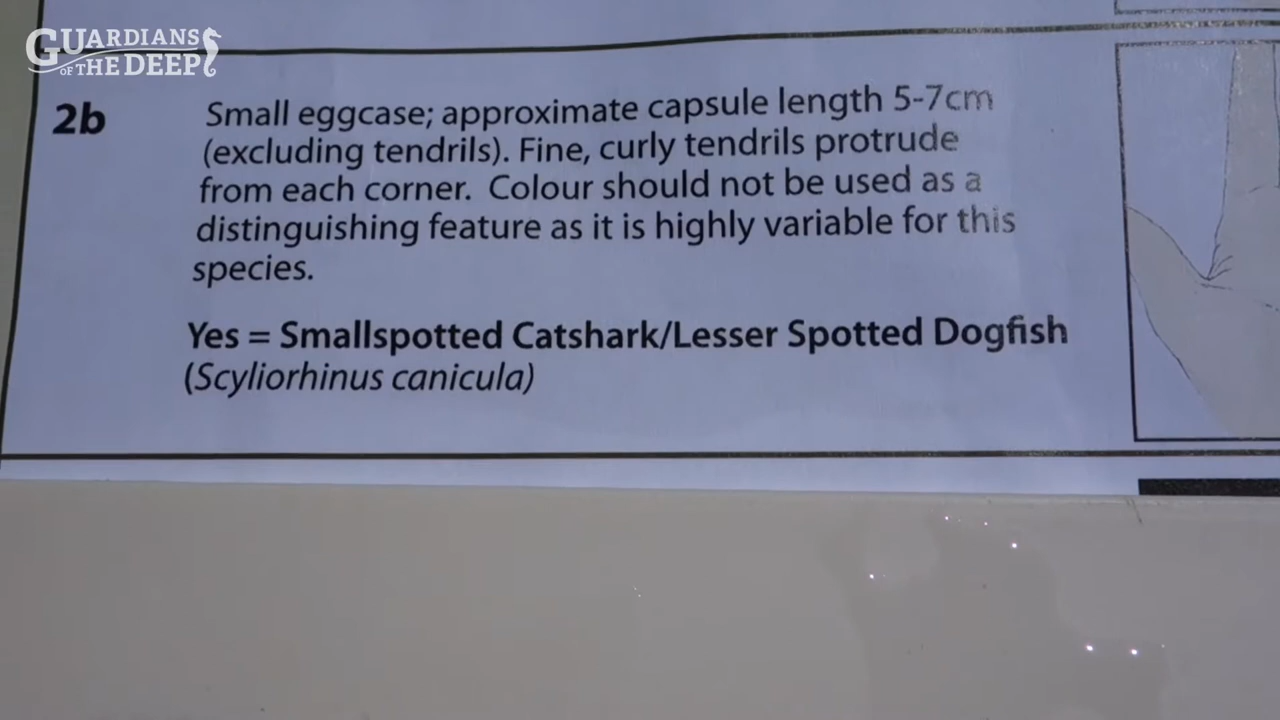 GUARDIANS
OF THE DEEP
2b
Small eggcase; approximate capsule length 5-7cm
(excluding tendrils). Fine, curly tendrils protrude
from each corner. Colour should not be used as a
distinguishing feature as it is highly variable for this
species.
Yes = Smallspotted Catshark/Lesser Spotted Dogfish
(Scyliorhinus canicula)